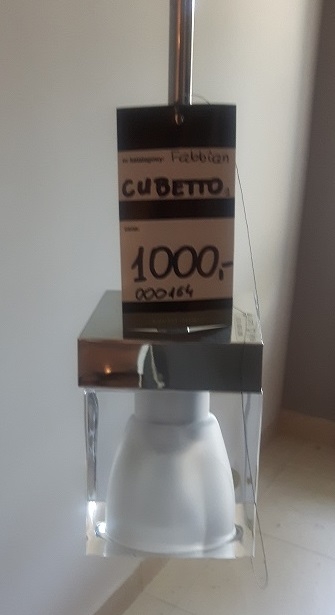 Fabbian
CUBETTO
1000,-
000164